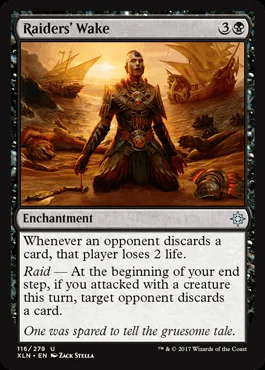 Raiders' Wake 3
Enchantment
Whenever an opponent discards a
card, that player loses 2 life.
Raid — At the beginning of your end
step, if you attacked with a creature
this turn, target opponent discards
a card.
One was spared to tell the gruesome tale.
116/279 U
XLN • EN Zack Stella
™ & © 2017 Wizards of the Coast